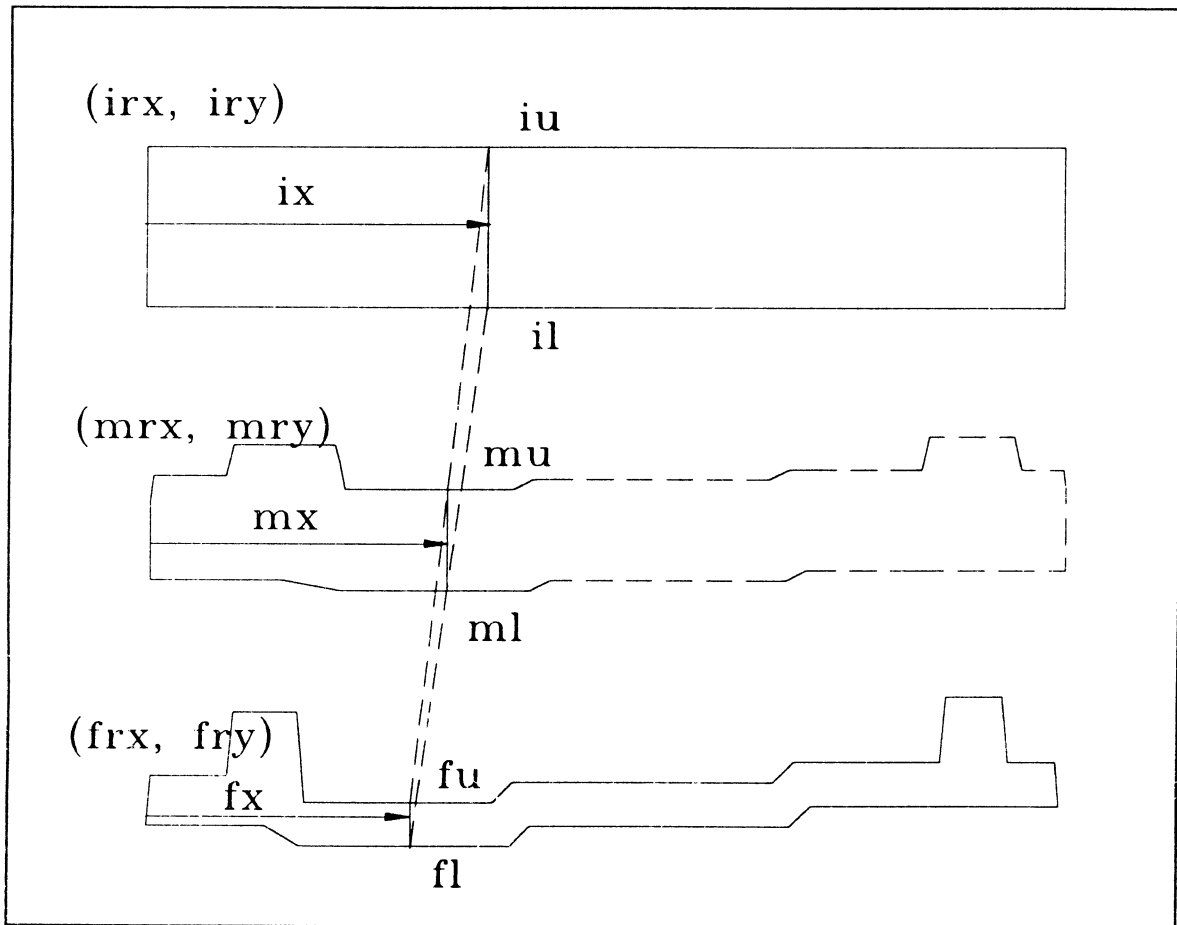 (irx, iry)
iu
ix
il
(mrx, mry)
mu
mx
ml
(frx, fry)
fu
fx
fl